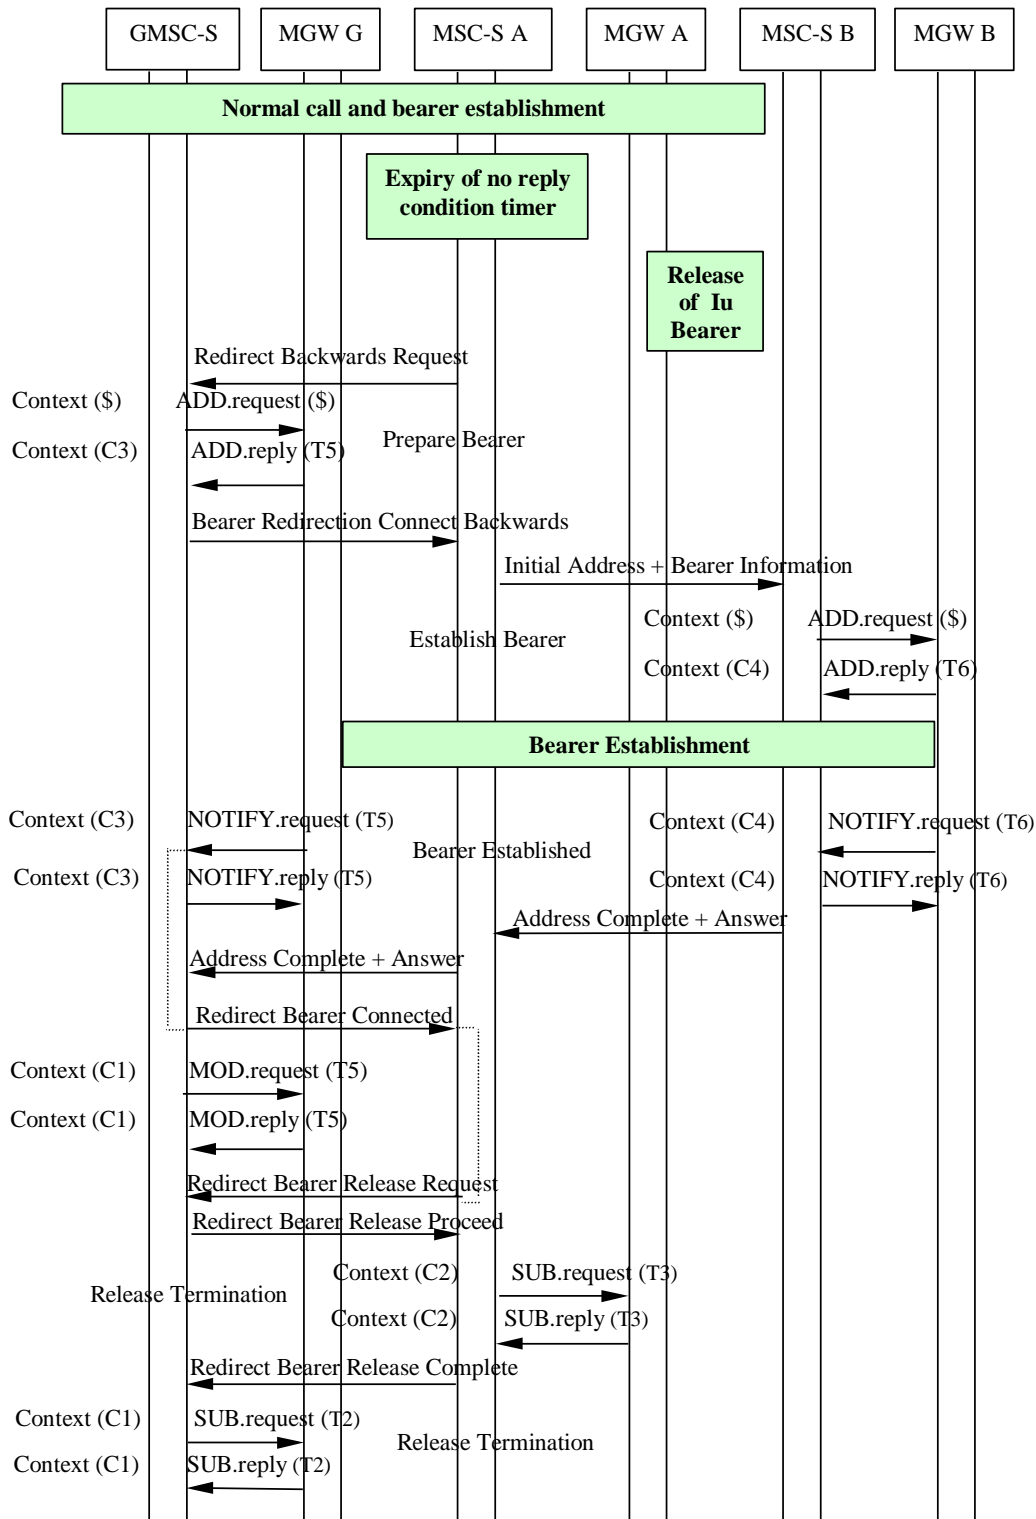 GMSC-S
MGW G
MSC-S A
MGW A
MSC-S B
MGW B
Normal call and bearer establishment
Expiry of no reply
condition timer
Release
of Iu
Bearer
Redirect Backwards Request
Context ($)
ADD.request ($)
Prepare Bearer
Context (C3)
ADD.reply (T5)
Bearer Redirection Connect Backwards
Initial Address + Bearer Information
Context ($)
ADD.request ($)
Establish Bearer
Context (C4)
ADD.reply (T6)
Bearer Establishment
Context (C3)
NOTIFY.request (T5)
Context (C4)
NOTIFY.request (T6)
Bearer Established
Context (C3)
NOTIFY.reply (T5)
Context (C4)
NOTIFY.reply (T6)
Address Complete + Answer
Address Complete + Answer
Redirect Bearer Connected
Context (C1)
MOD.request (T5)
Context (C1)
MOD.reply (T5)
Redirect Bearer Release Request
Redirect Bearer Release Proceed
Context (C2)
SUB.request (T3)
Release Termination
Context (C2)
SUB.reply (T3)
Redirect Bearer Release Complete
Context (C1)
SUB.request (T2)
Release Termination
Context (C1)
SUB.reply (T2)